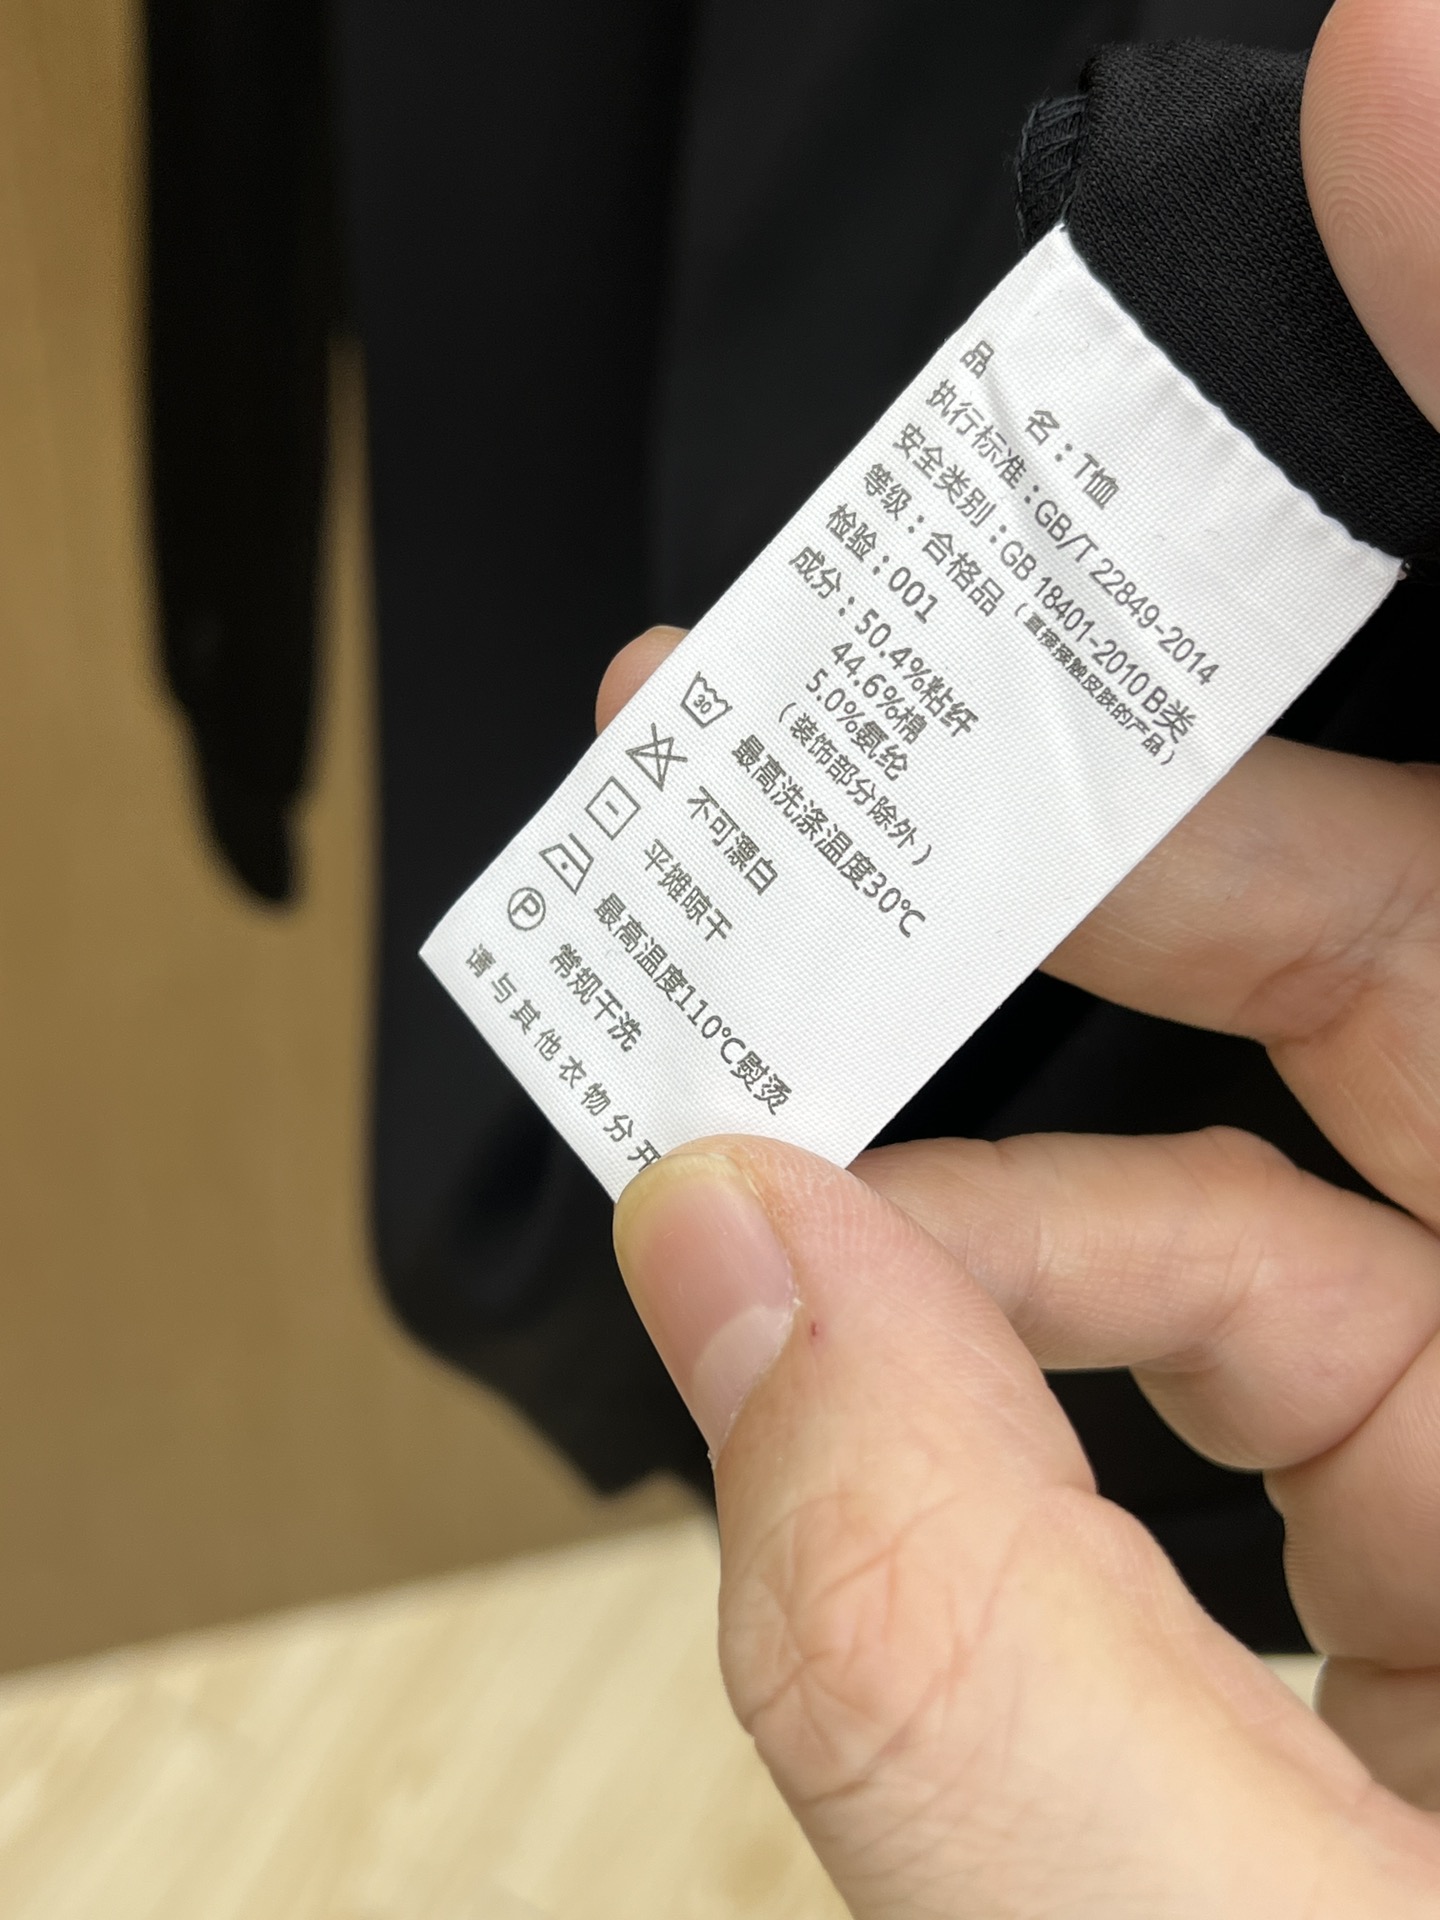 品 名：T恤
执行标准：GB/T 22849-2014
安全类别：GB 18401-2010 B类
（直接接触皮肤的产品）
等级：合格品
检验：001
成分：50.4%粘纤
44.6%棉
5.0%氨纶
（装饰部分除外）
30 最高洗涤温度30℃
不可漂白
平摊晾干
最高温度110℃熨烫
P 常规干洗
请与其他衣物分开